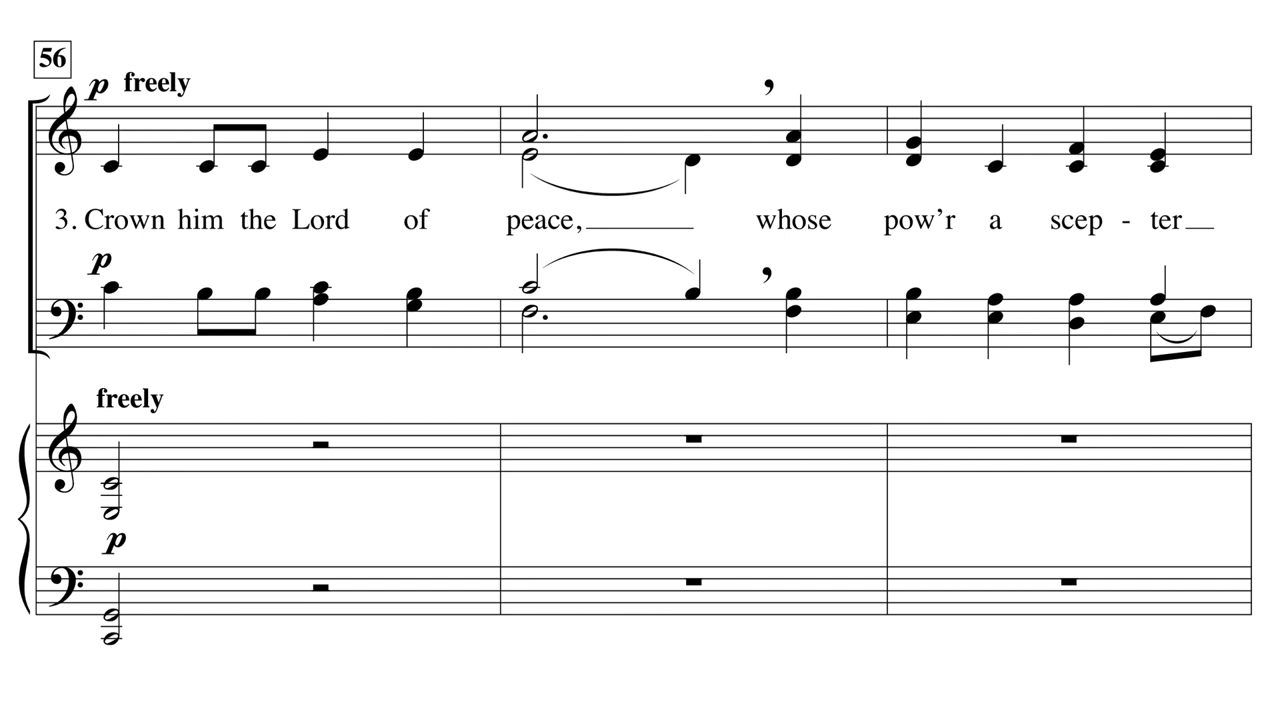 56
p freely
3. Crown him the Lord of peace, whose pow’r a scep - ter
p
freely
p